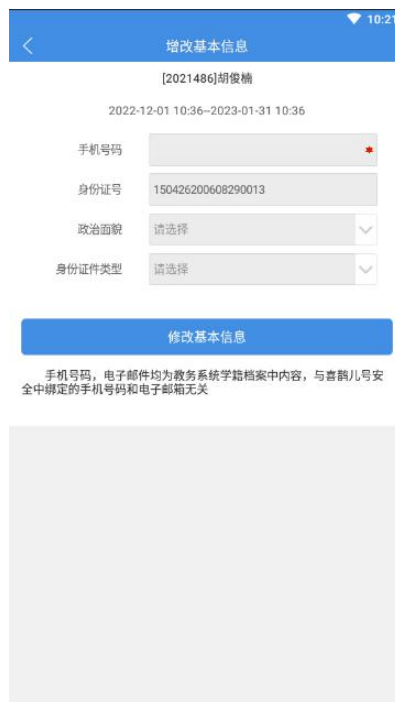 10:21
增改基本信息
[2021486]胡俊楠
2022-12-01 10:36--2023-01-31 10:36
手机号码 *
身份证号 150426200608290013
政治面貌 请选择
身份证件类型 请选择
修改基本信息
手机号码，电子邮件均为教务系统学籍档案中内容，与喜鹊儿号安
全中绑定的手机号码和电子邮箱无关